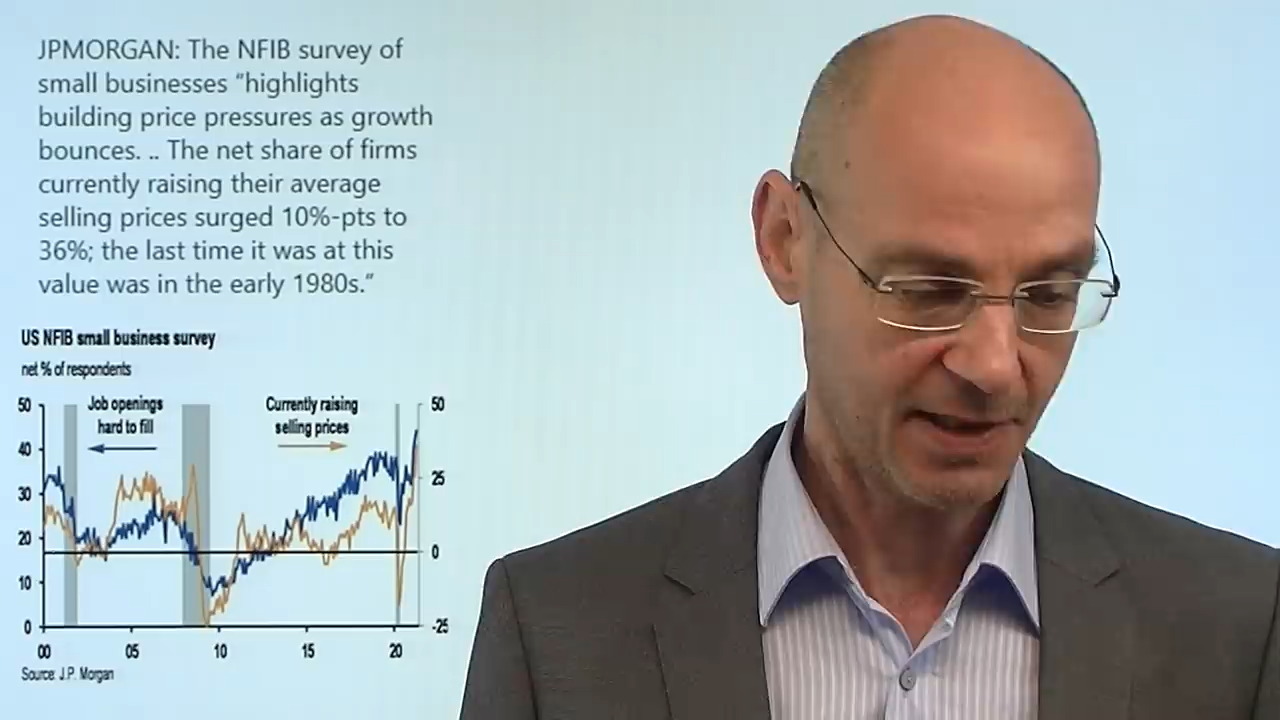 JPMORGAN: The NFIB survey of
small businesses “highlights
building price pressures as growth
bounces. .. The net share of firms
currently raising their average
selling prices surged 10%-pts to
36%; the last time it was at this
value was in the early 1980s.”
US NFIB small business survey
net % of respondents
50
Job openings
hard to fill
Currently raising
selling prices
50
40
30
25
20
0
10
0
-25
00 05 10 15 20
Source: J.P. Morgan